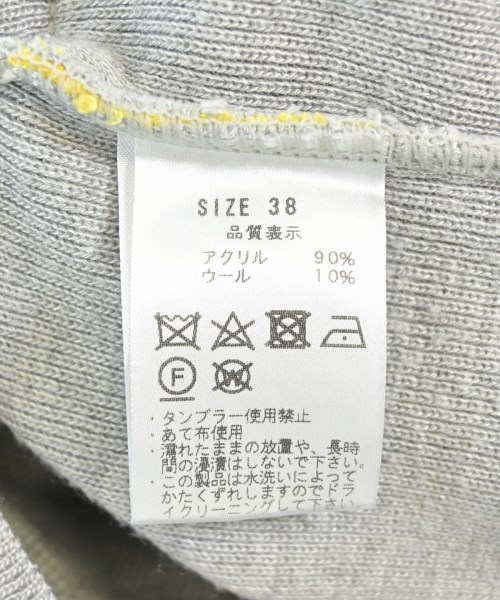 SIZE 38
品質表示
アクリル 90%
ウール 10%
F W
・タンブラー使用禁止
・あて布使用
・濡れたままの放置や、長時
間の浸漬はしないで下さい。
・この製品は水洗いによって
かたくずれしますのでドラ
イクリーニングして下さい。